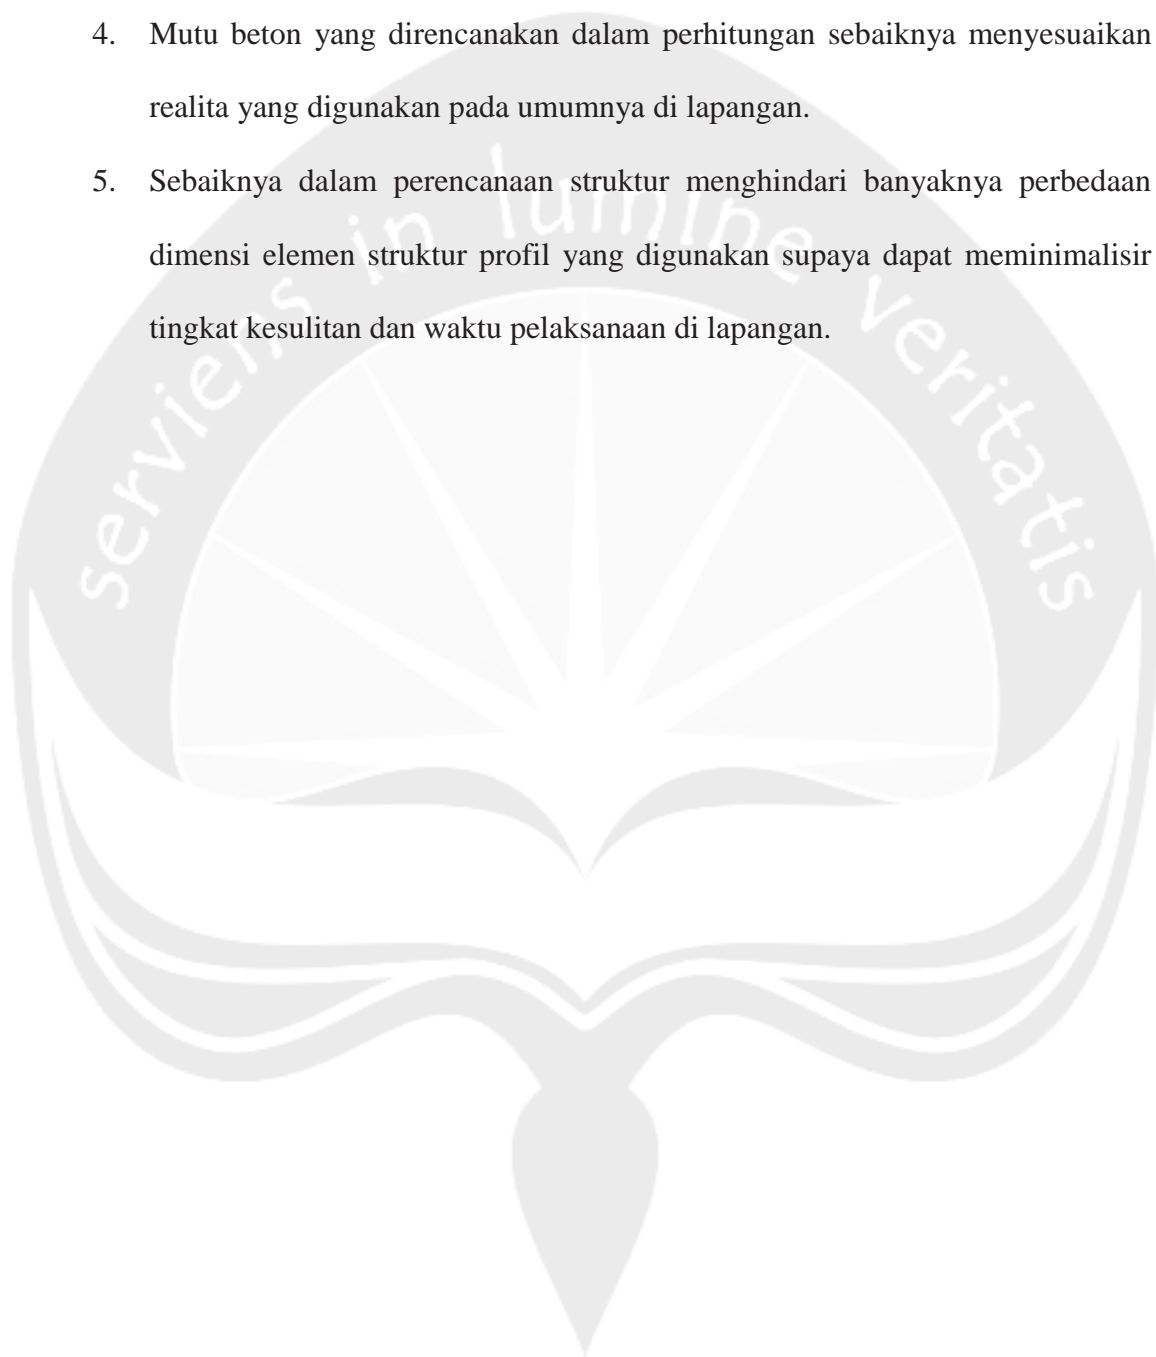 4. Mutu beton yang direncanakan dalam perhitungan sebaiknya menyesuaikan
realita yang digunakan pada umumnya di lapangan.
5. Sebaiknya dalam perencanaan struktur menghindari banyaknya perbedaan
dimensi elemen struktur profil yang digunakan supaya dapat meminimalisir
tingkat kesulitan dan waktu pelaksanaan di lapangan.
serviens in lumine veritatis